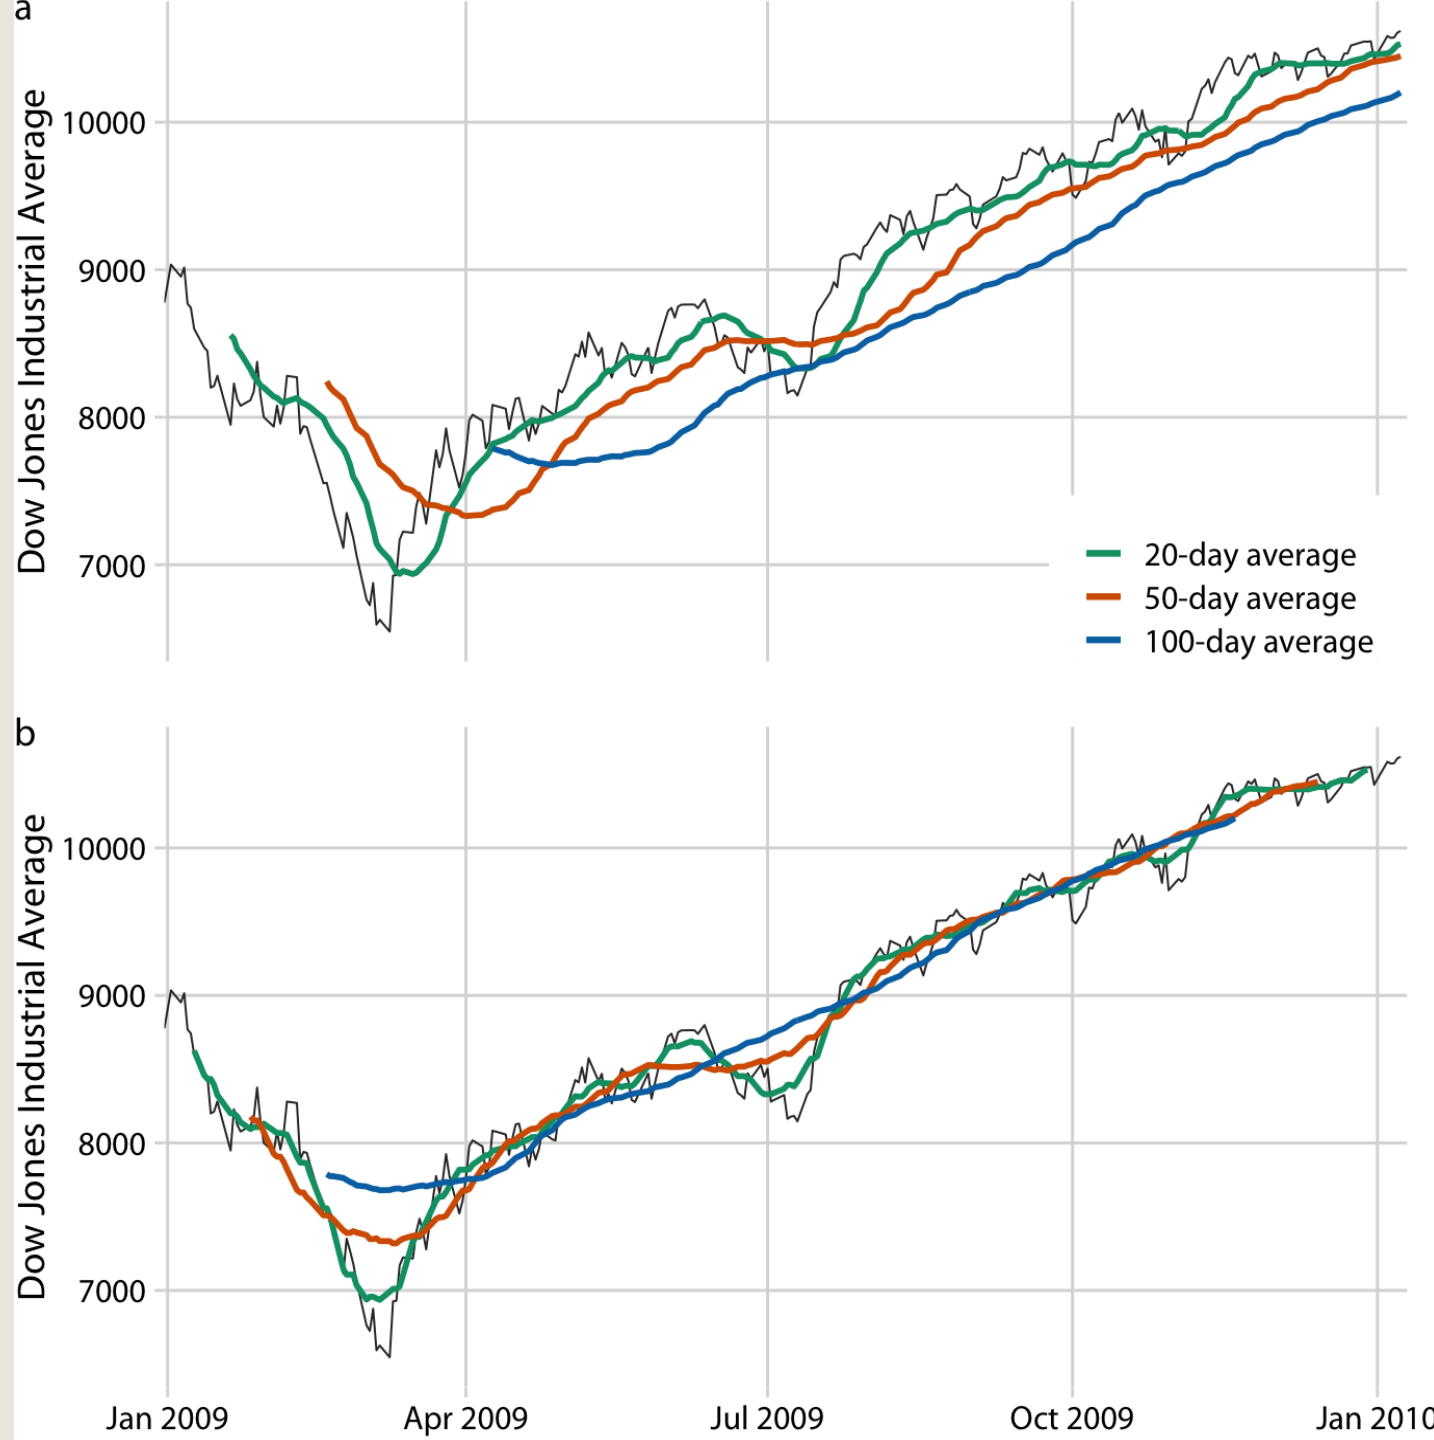 a
Dow Jones Industrial Average
10000
9000
8000
7000
20-day average
50-day average
100-day average
b
Dow Jones Industrial Average
10000
9000
8000
7000
Jan 2009 Apr 2009 Jul 2009 Oct 2009 Jan 2010